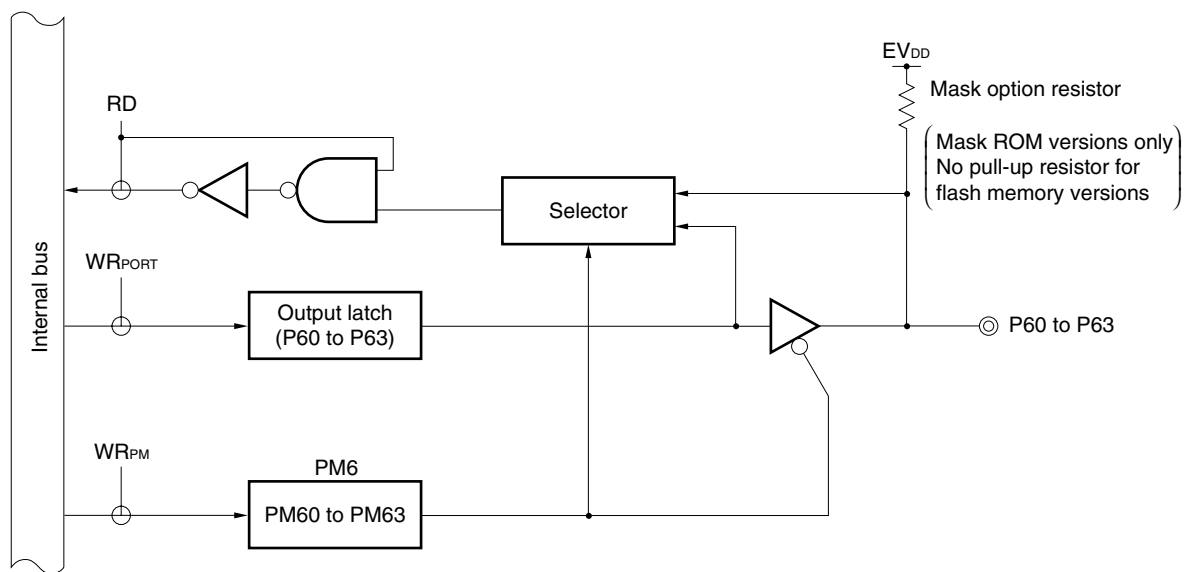 EVDD
Mask option resistor
Mask ROM versions only
No pull-up resistor for
flash memory versions
RD
Selector
Internal bus
WRPORT
Output latch
(P60 to P63)
P60 to P63
WRPM
PM6
PM60 to PM63